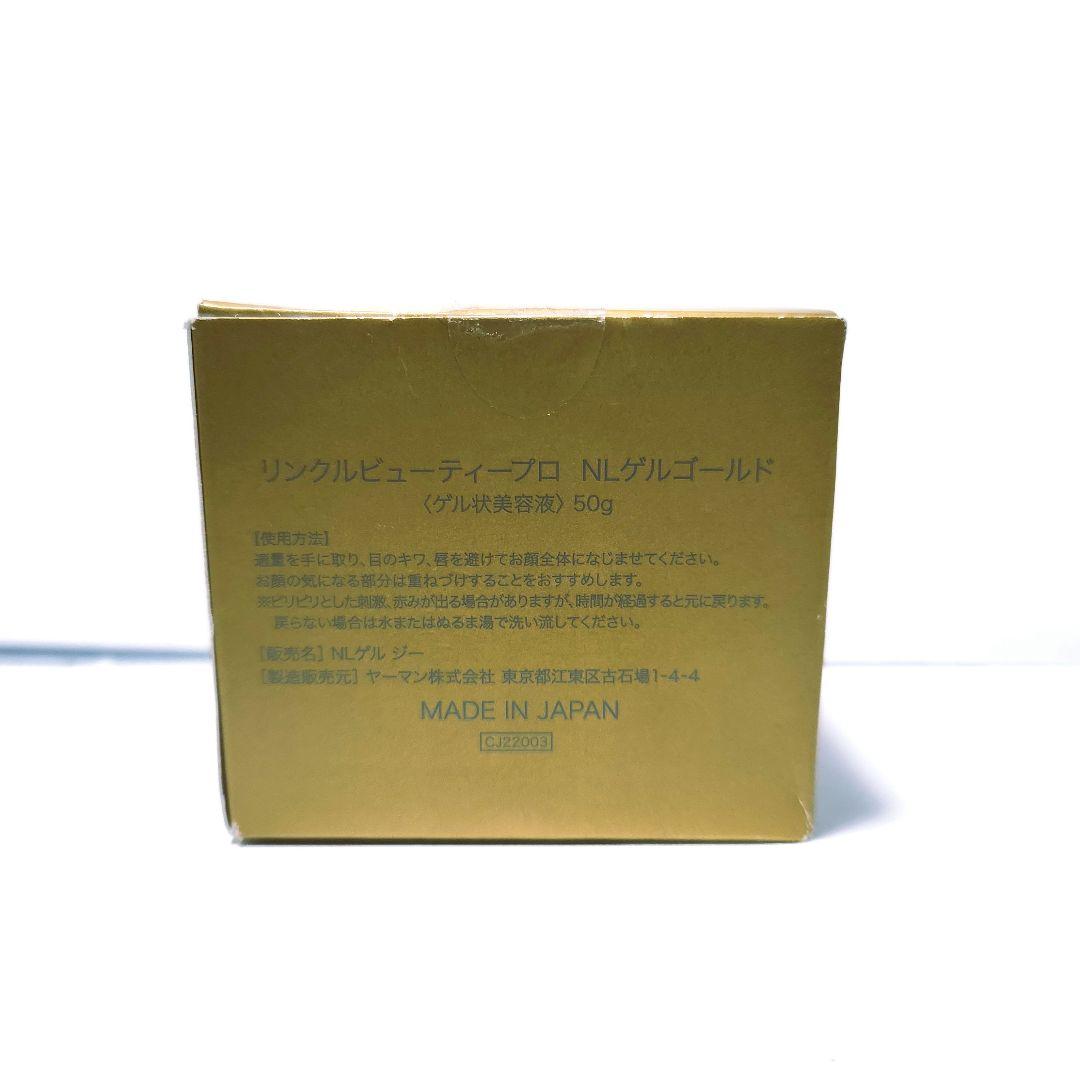 リンクルビューティープロ NLゲルゴールド
〈ゲル状美容液〉50g
【使用方法】
適量を手に取り、目のキワ、唇を避けてお顔全体になじませてください。
お顔の気になる部分は重ねづけすることをおすすめします。
※ピリピリとした刺激、赤みが出る場合がありますが、時間が経過すると元に戻ります。
戻らない場合は水またはぬるま湯で洗い流してください。
[販売名] NLゲル ジー
[製造販売元] ヤーマン株式会社 東京都江東区古石場1-4-4
MADE IN JAPAN
CJ22003